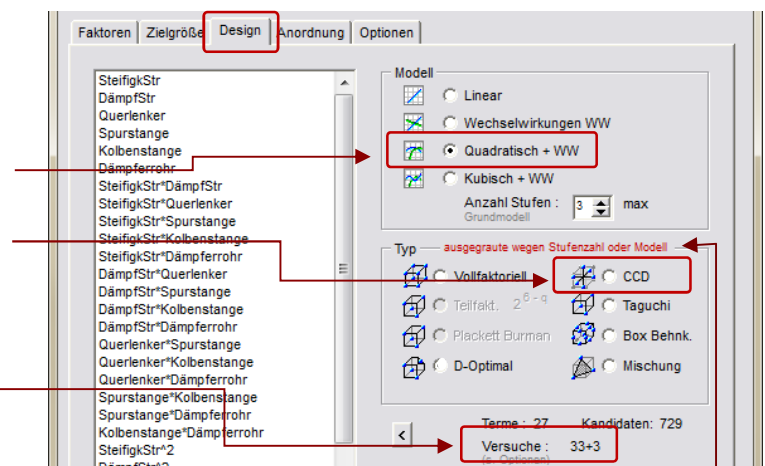 Faktoren Zielgröße Design Anordnung Optionen
SteifigkStr
DämpfStr
Querlenker
Spurstange
Kolbenstange
Dämpferrohr
SteifigkStr*DämpfStr
SteifigkStr*Querlenker
SteifigkStr*Spurstange
SteifigkStr*Kolbenstange
SteifigkStr*Dämpferrohr
DämpfStr*Querlenker
DämpfStr*Spurstange
DämpfStr*Kolbenstange
DämpfStr*Dämpferrohr
Querlenker*Spurstange
Querlenker*Kolbenstange
Querlenker*Dämpferrohr
Spurstange*Kolbenstange
Spurstange*Dämpferrohr
Kolbenstange*Dämpferrohr
SteifigkStr^2
DämpfStr^2
Modell
Linear
Wechselwirkungen WW
Quadratisch + WW
Kubisch + WW
Anzahl Stufen : 3 max
Grundmodell
Typ ausgegraute wegen Stufenzahl oder Modell
Vollfaktoriell CCD
Teilfakt. 2^6-q Taguchi
Plackett Burman Box Behnk.
D-Optimal Mischung
< Terme : 27 Kandidaten: 729
Versuche : 33+3
(s. Optionen)